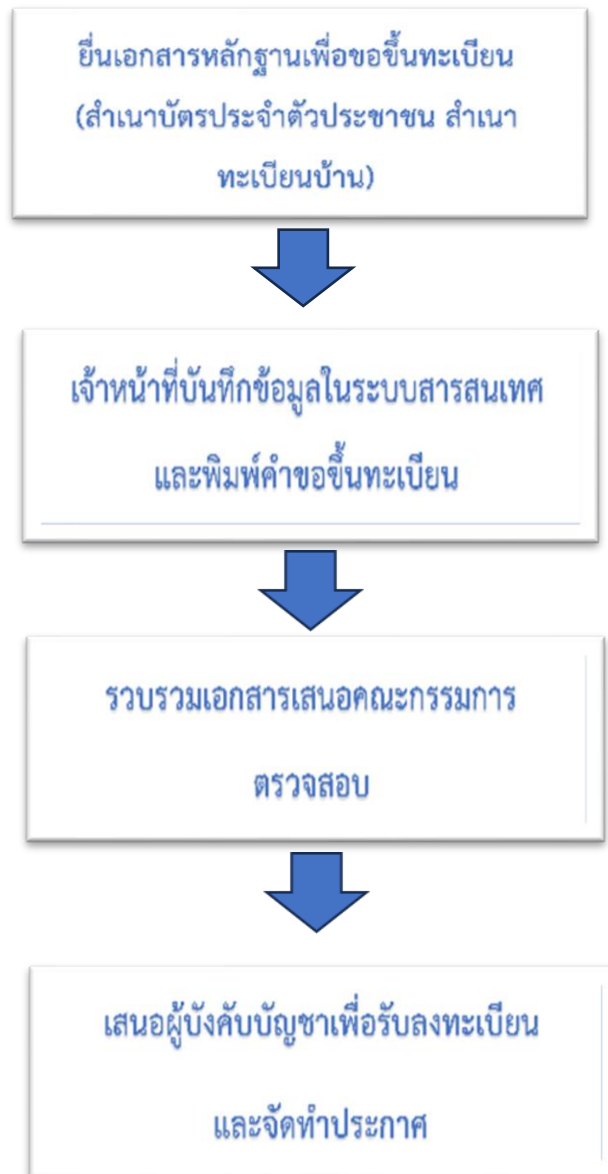 ยื่นเอกสารหลักฐานเพื่อขอขึ้นทะเบียน
(สำเนาบัตรประจำตัวประชาชน สำเนา
ทะเบียนบ้าน)
เจ้าหน้าที่บันทึกข้อมูลในระบบสารสนเทศ
และพิมพ์คำขอขึ้นทะเบียน
รวบรวมเอกสารเสนอคณะกรรมการ
ตรวจสอบ
เสนอผู้บังคับบัญชาเพื่อรับลงทะเบียน
และจัดทำประกาศ